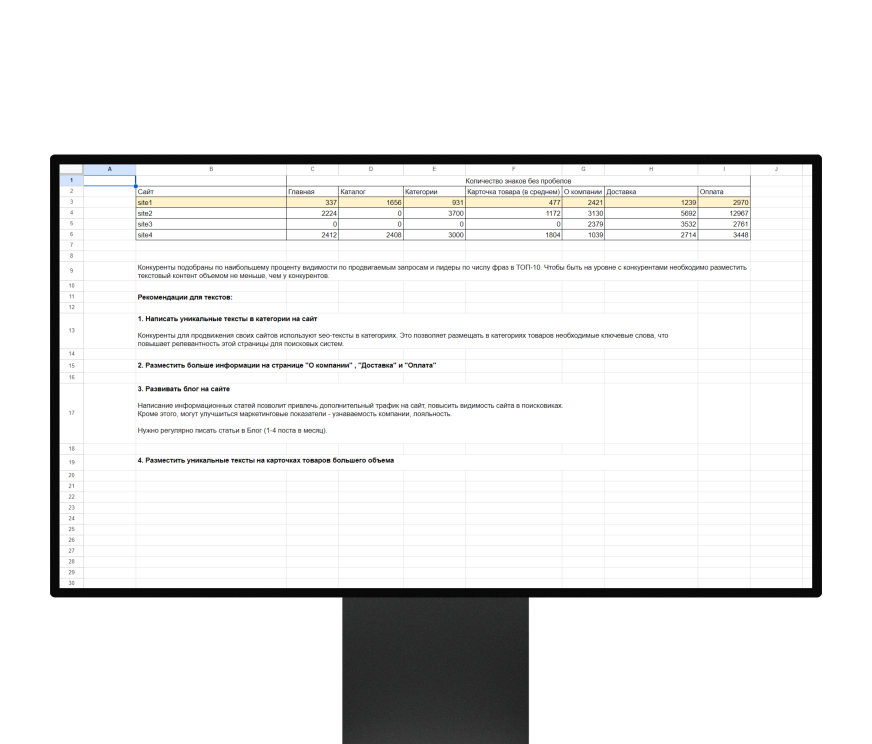 A B C D E F G H I J
1 Количество знаков без пробелов
2 Сайт Главная Каталог Категории Карточка товара (в среднем) О компании Доставка Оплата
3 site1 337 1656 931 477 2421 1239 2970
4 site2 2224 0 3700 1172 3130 5692 12967
5 site3 0 0 0 0 2379 3532 2761
6 site4 2412 2408 3000 1804 1039 2714 3448
7
8
9 Конкуренты подобраны по наибольшему проценту видимости по продвигаемым запросам и лидеры по числу фраз в ТОП-10. Чтобы быть на уровне с конкурентами необходимо разместить
текстовый контент объемом не меньше, чем у конкурентов.
10
11 Рекомендации для текстов:
12
1. Написать уникальные тексты в категории на сайт
13
Конкуренты для продвижения своих сайтов используют seo-тексты в категориях. Это позволяет размещать в категориях товаров необходимые ключевые слова, что
повышает релевантность этой страницы для поисковых систем.
14
15 2. Разместить больше информации на странице "О компании" , "Доставка" и "Оплата"
16
3. Развивать блог на сайте
Написание информационных статей позволит привлечь дополнительный трафик на сайт, повысить видимость сайта в поисковиках.
17 Кроме этого, могут улучшиться маркетинговые показатели - узнаваемость компании, лояльность.
Нужно регулярно писать статьи в Блог (1-4 поста в месяц).
18
19 4. Разместить уникальные тексты на карточках товаров большего объема
20
21
22
23
24
25
26
27
28
29
30